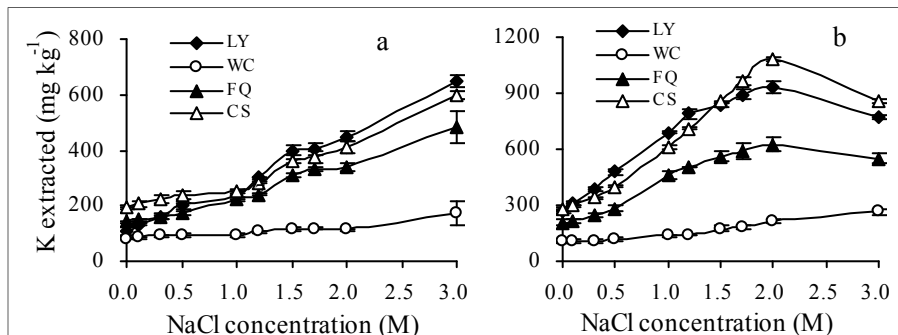 K extracted (mg kg-1)
800
600
400
200
0
LY
WC
FQ
CS
a
0.0 0.5 1.0 1.5 2.0 2.5 3.0
NaCl concentration (M)
1200
900
600
300
0
LY
WC
FQ
CS
b
0.0 0.5 1.0 1.5 2.0 2.5 3.0
NaCl concentration (M)